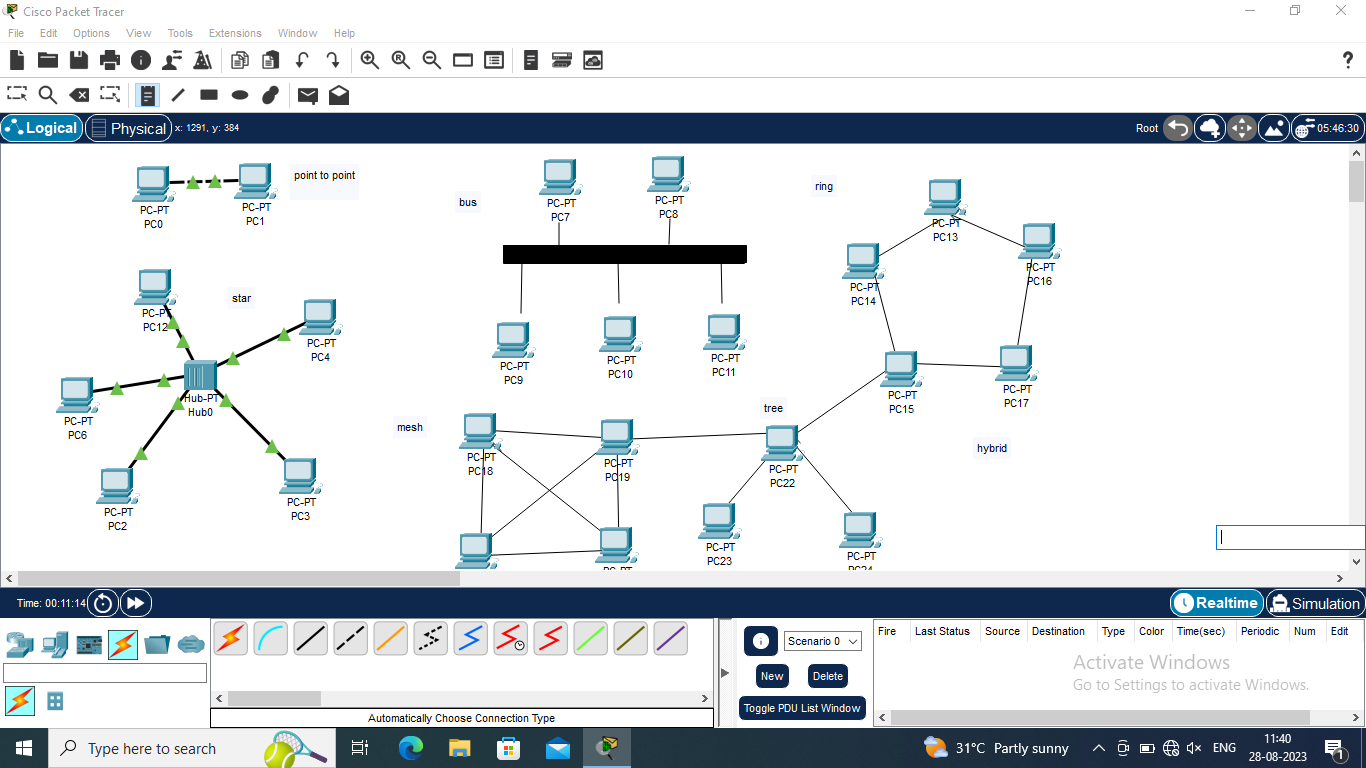 Cisco Packet Tracer
File Edit Options View Tools Extensions Window Help
Logical Physical x: 1291, y: 384 Root 05:46:30
point to point
PC-PT
PC0
PC-PT
PC1
bus
PC-PT
PC7
PC-PT
PC8
ring
PC-PT
PC13
PC-PT
PC16
PC-PT
PC14
star
PC-PT
PC12
PC-PT
PC4
PC-PT
PC9
PC-PT
PC10
PC-PT
PC11
PC-PT
PC15
PC-PT
PC17
Hub-PT
Hub0
PC-PT
PC6
PC-PT
PC2
PC-PT
PC3
mesh
PC-PT
PC18
PC-PT
PC19
tree
PC-PT
PC22
hybrid
PC-PT
PC23
PC-PT
PC24
PC-PT
Time: 00:11:14 Realtime Simulation
Scenario 0
New Delete
Toggle PDU List Window
Fire Last Status Source Destination Type Color Time(sec) Periodic Num Edit
Activate Windows
Go to Settings to activate Windows.
Automatically Choose Connection Type
Type here to search
31°C Partly sunny ENG 11:40
28-08-2023
1